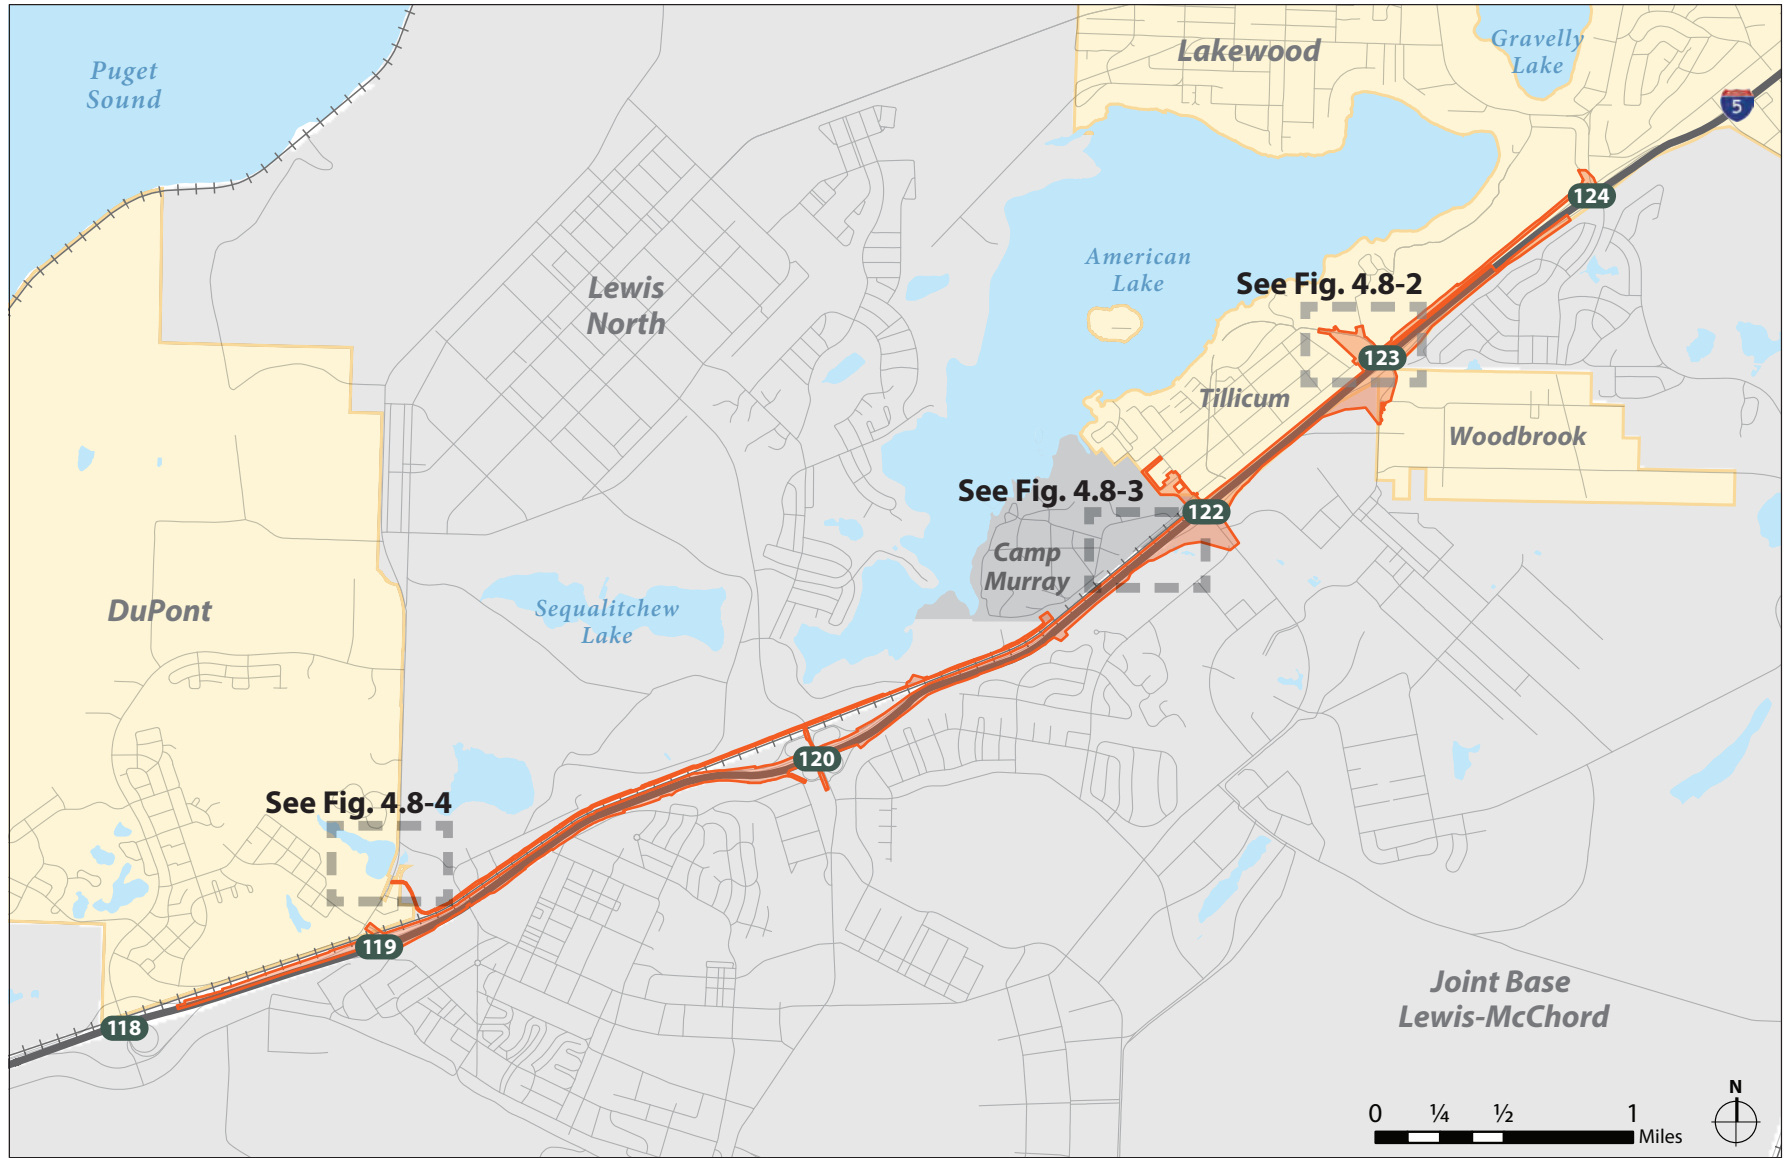 Puget
Sound
Lakewood
Gravelly
Lake
5
124
American
Lake
See Fig. 4.8-2
Lewis
North
123
Tillicum
Woodbrook
See Fig. 4.8-3
122
Camp
Murray
DuPont
Sequalitchew
Lake
120
See Fig. 4.8-4
119
118
Joint Base
Lewis-McChord
N
0 ¼ ½ 1
Miles